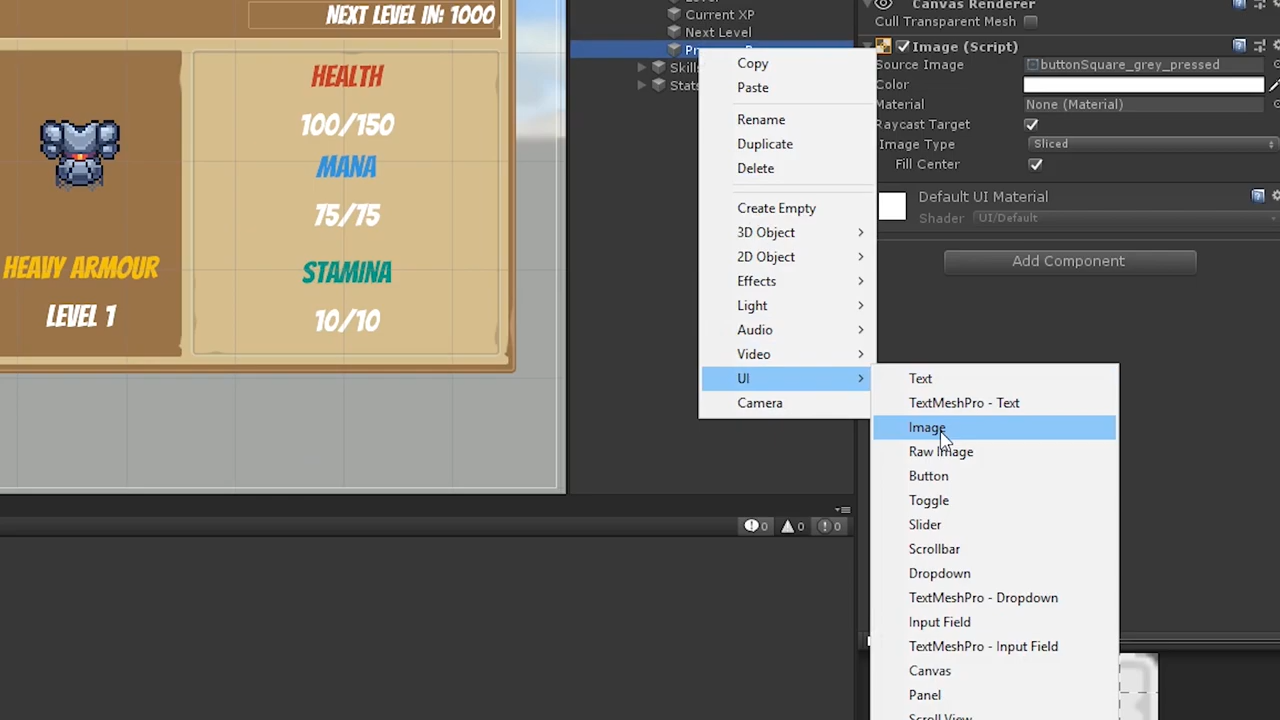 NEXT LEVEL IN: 1000
HEALTH
100/150
MANA
75/75
STAMINA
10/10
HEAVY ARMOUR
LEVEL 1
Current XP
Next Level
Skills
Stats
Copy
Paste
Rename
Duplicate
Delete
Create Empty
3D Object
2D Object
Effects
Light
Audio
Video
UI
Camera
Text
TextMeshPro - Text
Image
Raw Image
Button
Toggle
Slider
Scrollbar
Dropdown
TextMeshPro - Dropdown
Input Field
TextMeshPro - Input Field
Canvas
Panel
Scroll View
Canvas Renderer
Cull Transparent Mesh
Image (Script)
Source Image
buttonSquare_grey_pressed
Color
Material
None (Material)
Raycast Target
Image Type
Sliced
Fill Center
Default UI Material
Shader
UI/Default
Add Component
0
0
0